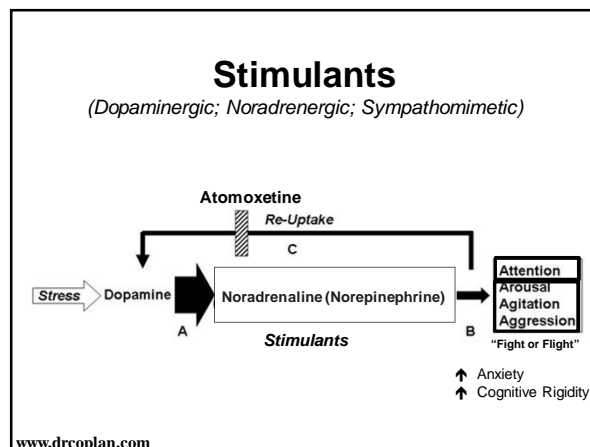 Stimulants
(Dopaminergic; Noradrenergic; Sympathomimetic)
Atomoxetine
Re-Uptake
C
Stress
Dopamine
A
Noradrenaline (Norepinephrine)
B
Attention
Arousal
Agitation
Aggression
Stimulants
"Fight or Flight"
Anxiety
Cognitive Rigidity
www.drcoplan.com